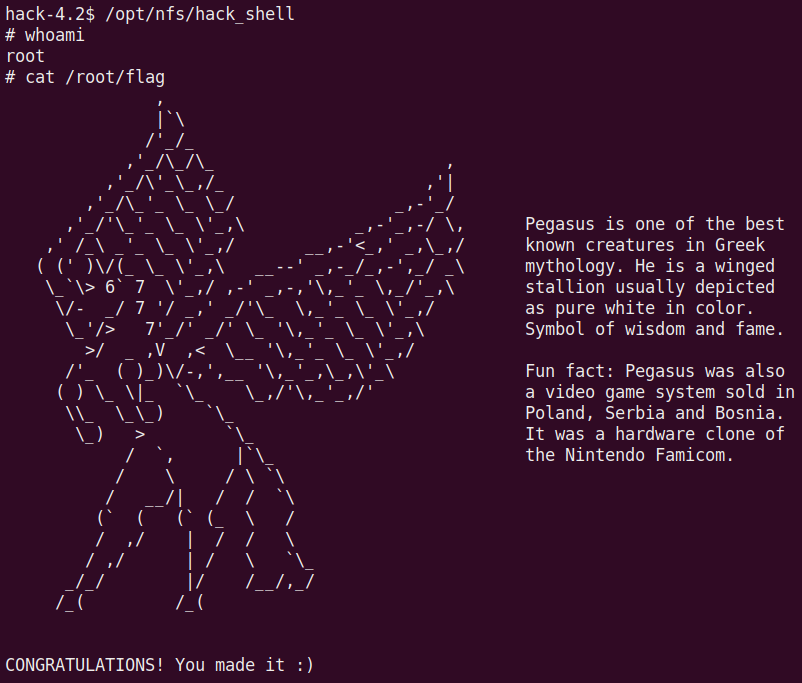 hack-4.2$ /opt/nfs/hack_shell
# whoami
root
# cat /root/flag
Pegasus is one of the best
known creatures in Greek
mythology. He is a winged
stallion usually depicted
as pure white in color.
Symbol of wisdom and fame.
Fun fact: Pegasus was also
a video game system sold in
Poland, Serbia and Bosnia.
It was a hardware clone of
the Nintendo Famicom.
CONGRATULATIONS! You made it :)